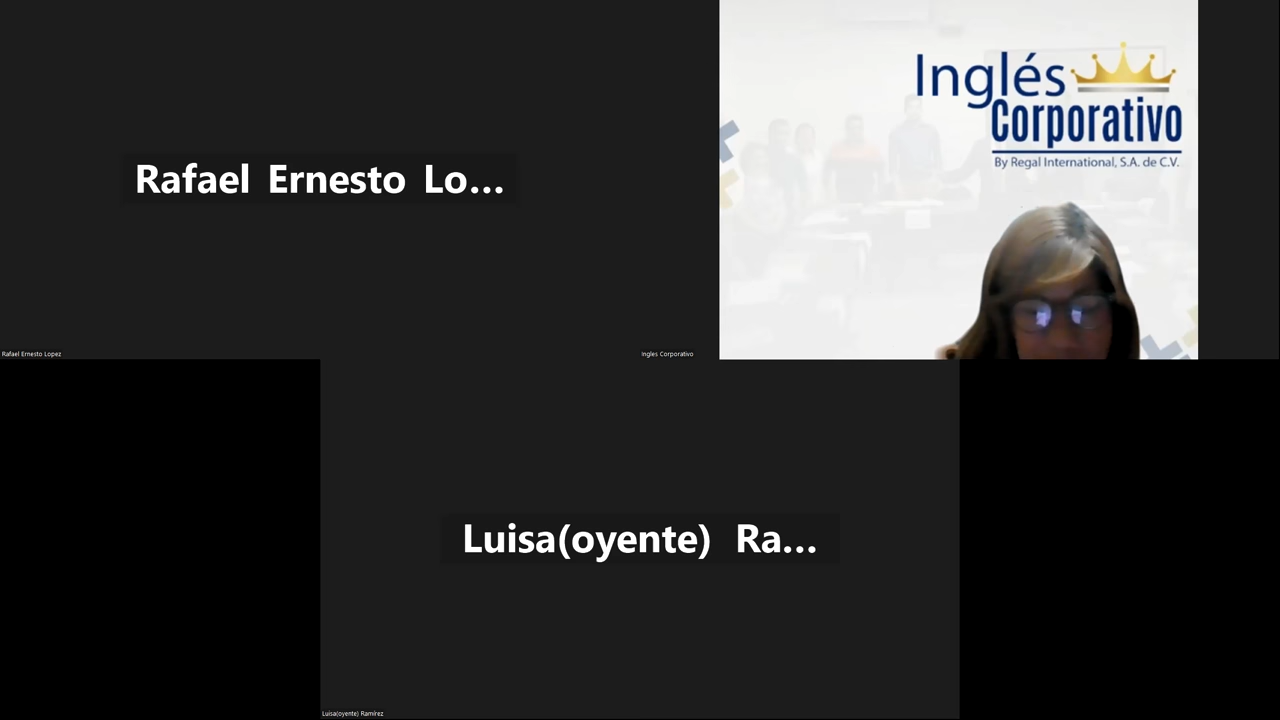 Rafael Ernesto Lo...
Rafael Ernesto Lopez
Inglés
Corporativo
By Regal International, S.A. de C.V.
Ingles Corporativo
Luisa(oyente) Ra...
Luisa(oyente) Ramírez